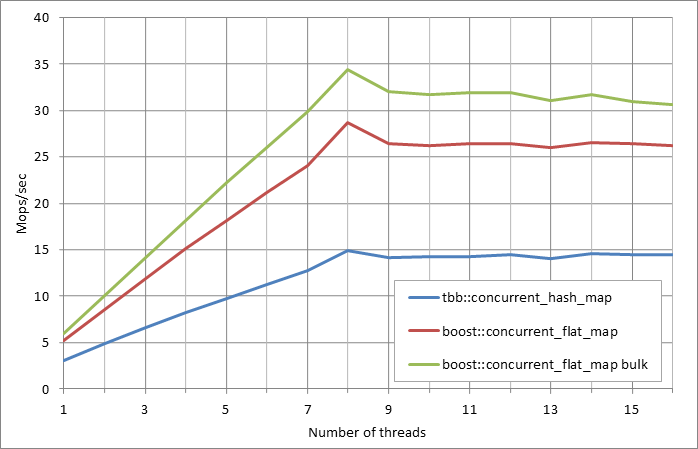 40
35
30
25
20
15
10
5
0
Mops/sec
tbb::concurrent_hash_map
boost::concurrent_flat_map
boost::concurrent_flat_map bulk
1 3 5 7 9 11 13 15
Number of threads